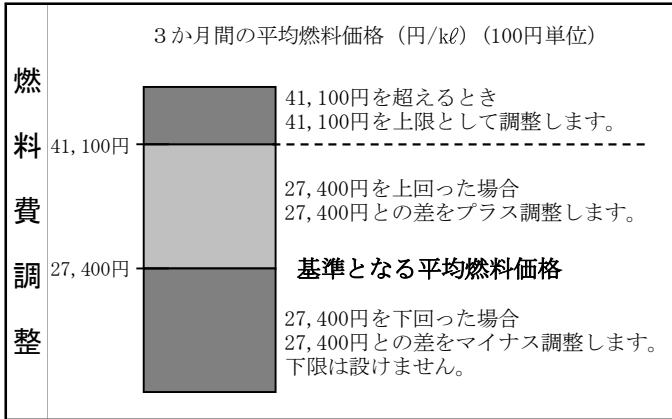 燃料費調整
3か月間の平均燃料価格（円/kℓ）（100円単位）
41,100円を超えるとき
41,100円を上限として調整します。
41,100円
27,400円を上回った場合
27,400円との差をプラス調整します。
27,400円
基準となる平均燃料価格
27,400円を下回った場合
27,400円との差をマイナス調整します。
下限は設けません。